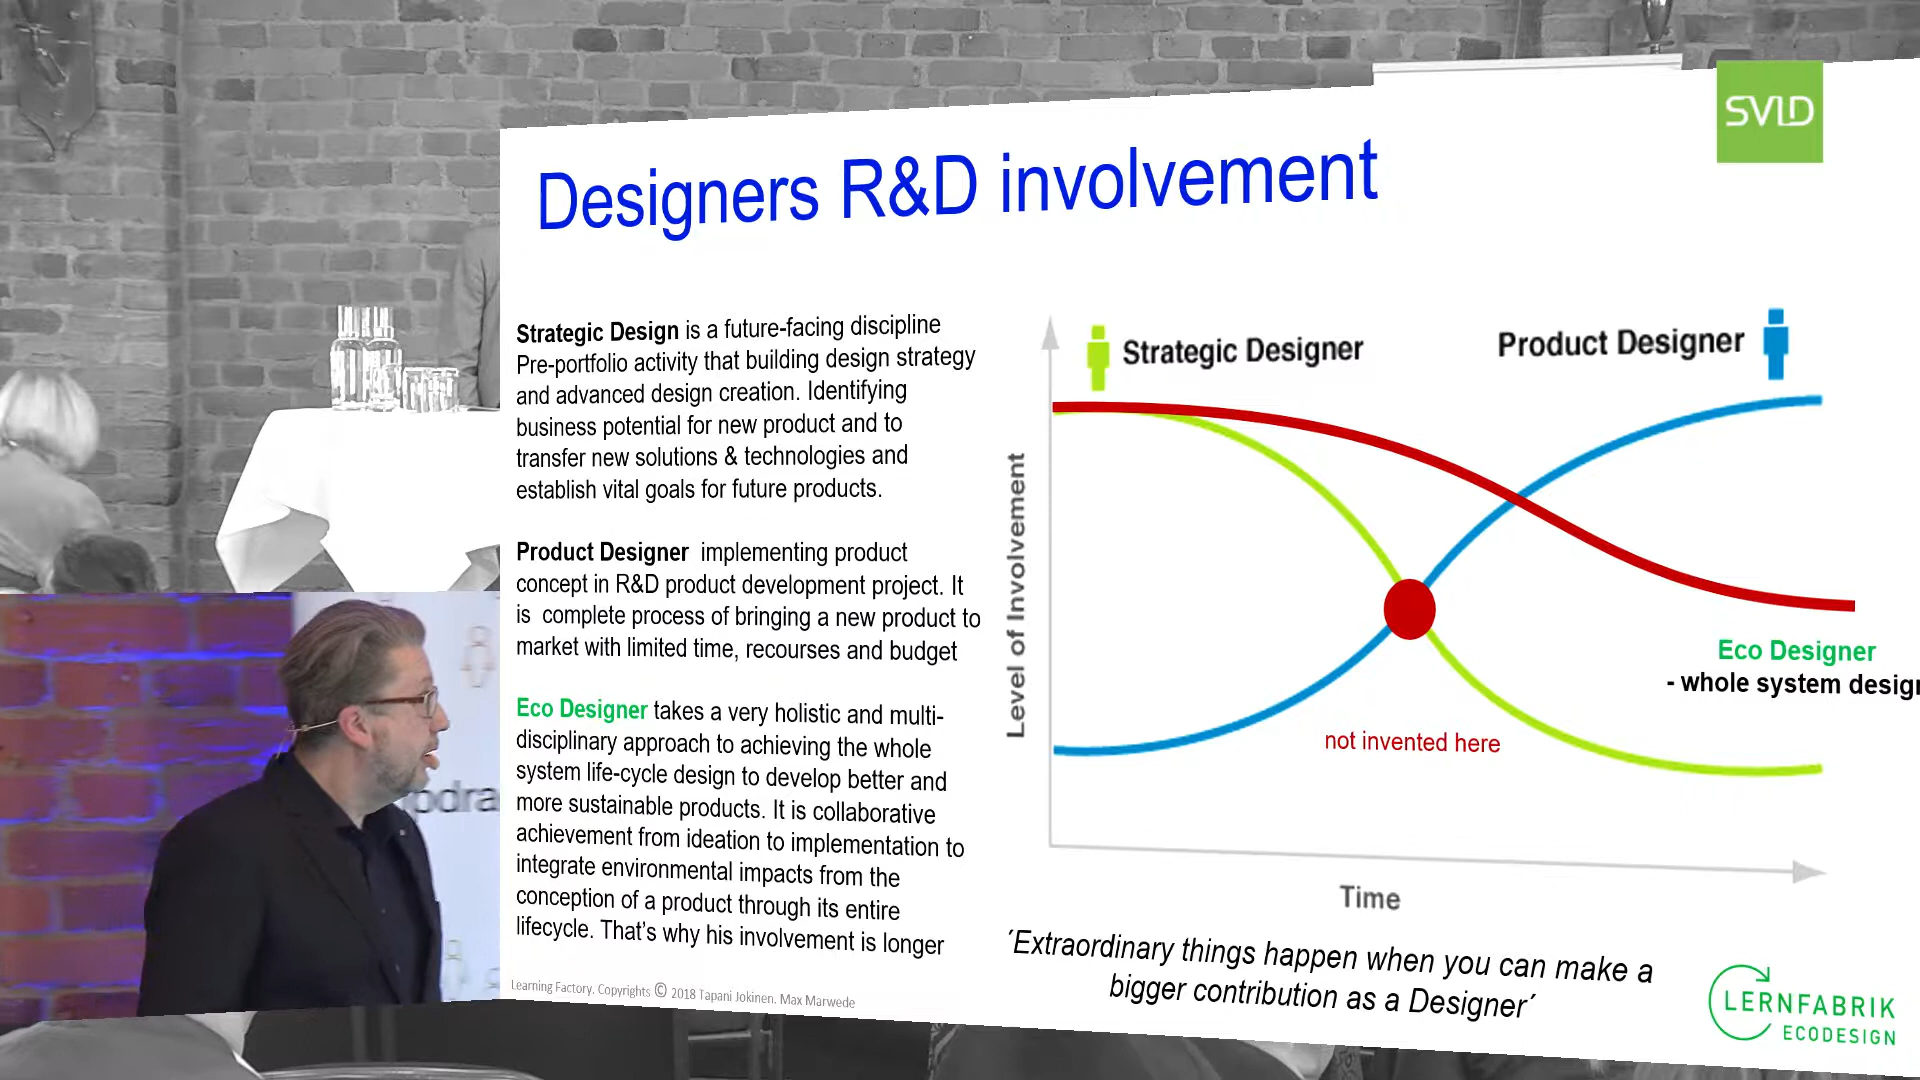 SVID
Designers R&D involvement
Strategic Design is a future-facing discipline
Pre-portfolio activity that building design strategy
and advanced design creation. Identifying
business potential for new product and to
transfer new solutions & technologies and
establish vital goals for future products.
Product Designer implementing product
concept in R&D product development project. It
is complete process of bringing a new product to
market with limited time, recourses and budget
Eco Designer takes a very holistic and multi-
disciplinary approach to achieving the whole
system life-cycle design to develop better and
more sustainable products. It is collaborative
achievement from ideation to implementation to
integrate environmental impacts from the
conception of a product through its entire
lifecycle. That's why his involvement is longer
Learning Factory. Copyrights © 2018 Tapani Jokinen. Max Marwede
Strategic Designer
Product Designer
Level of Involvement
Eco Designer
- whole system design
not invented here
Time
´Extraordinary things happen when you can make a
bigger contribution as a Designer´
LERNFABRIK
ECODESIGN